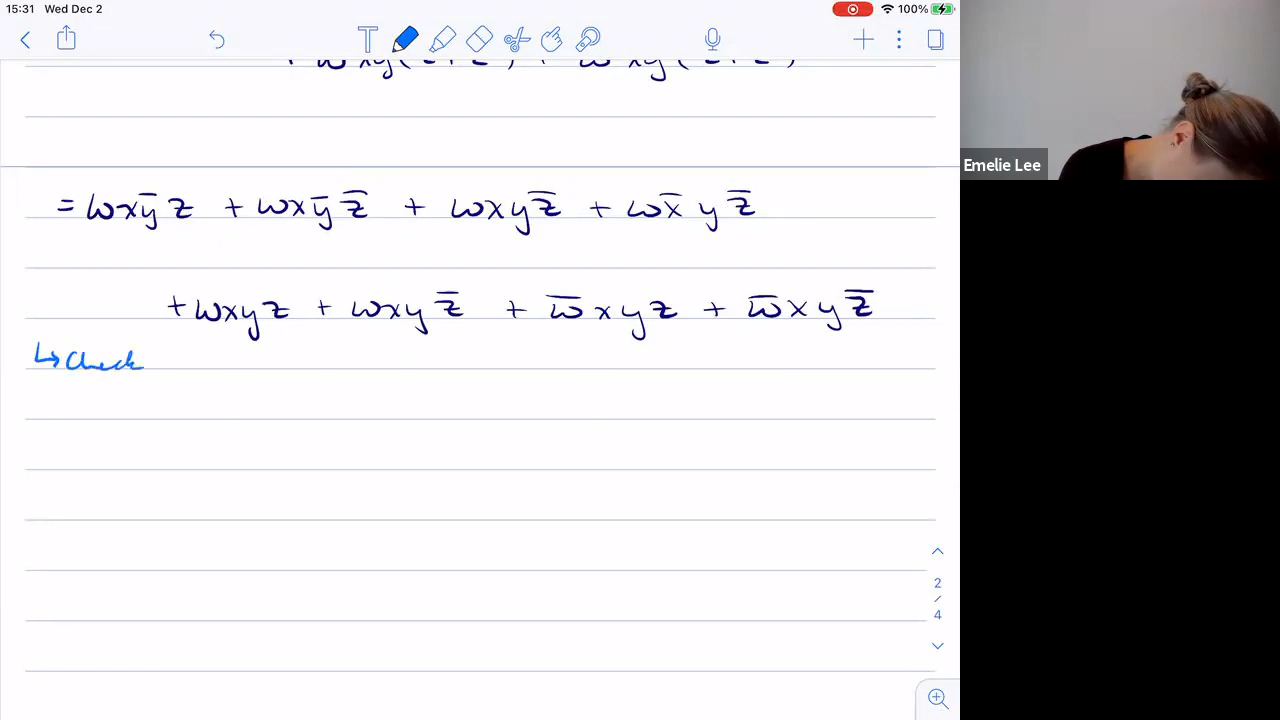 15:31 Wed Dec 2 100%
T
= wxȳz + wxȳz̄ + wxyz̄ + wx̄yz̄
+ wxyz + wxyz̄ + w̄xyz + w̄xyz̄
↳ Check
Emelie Lee
2
/
4